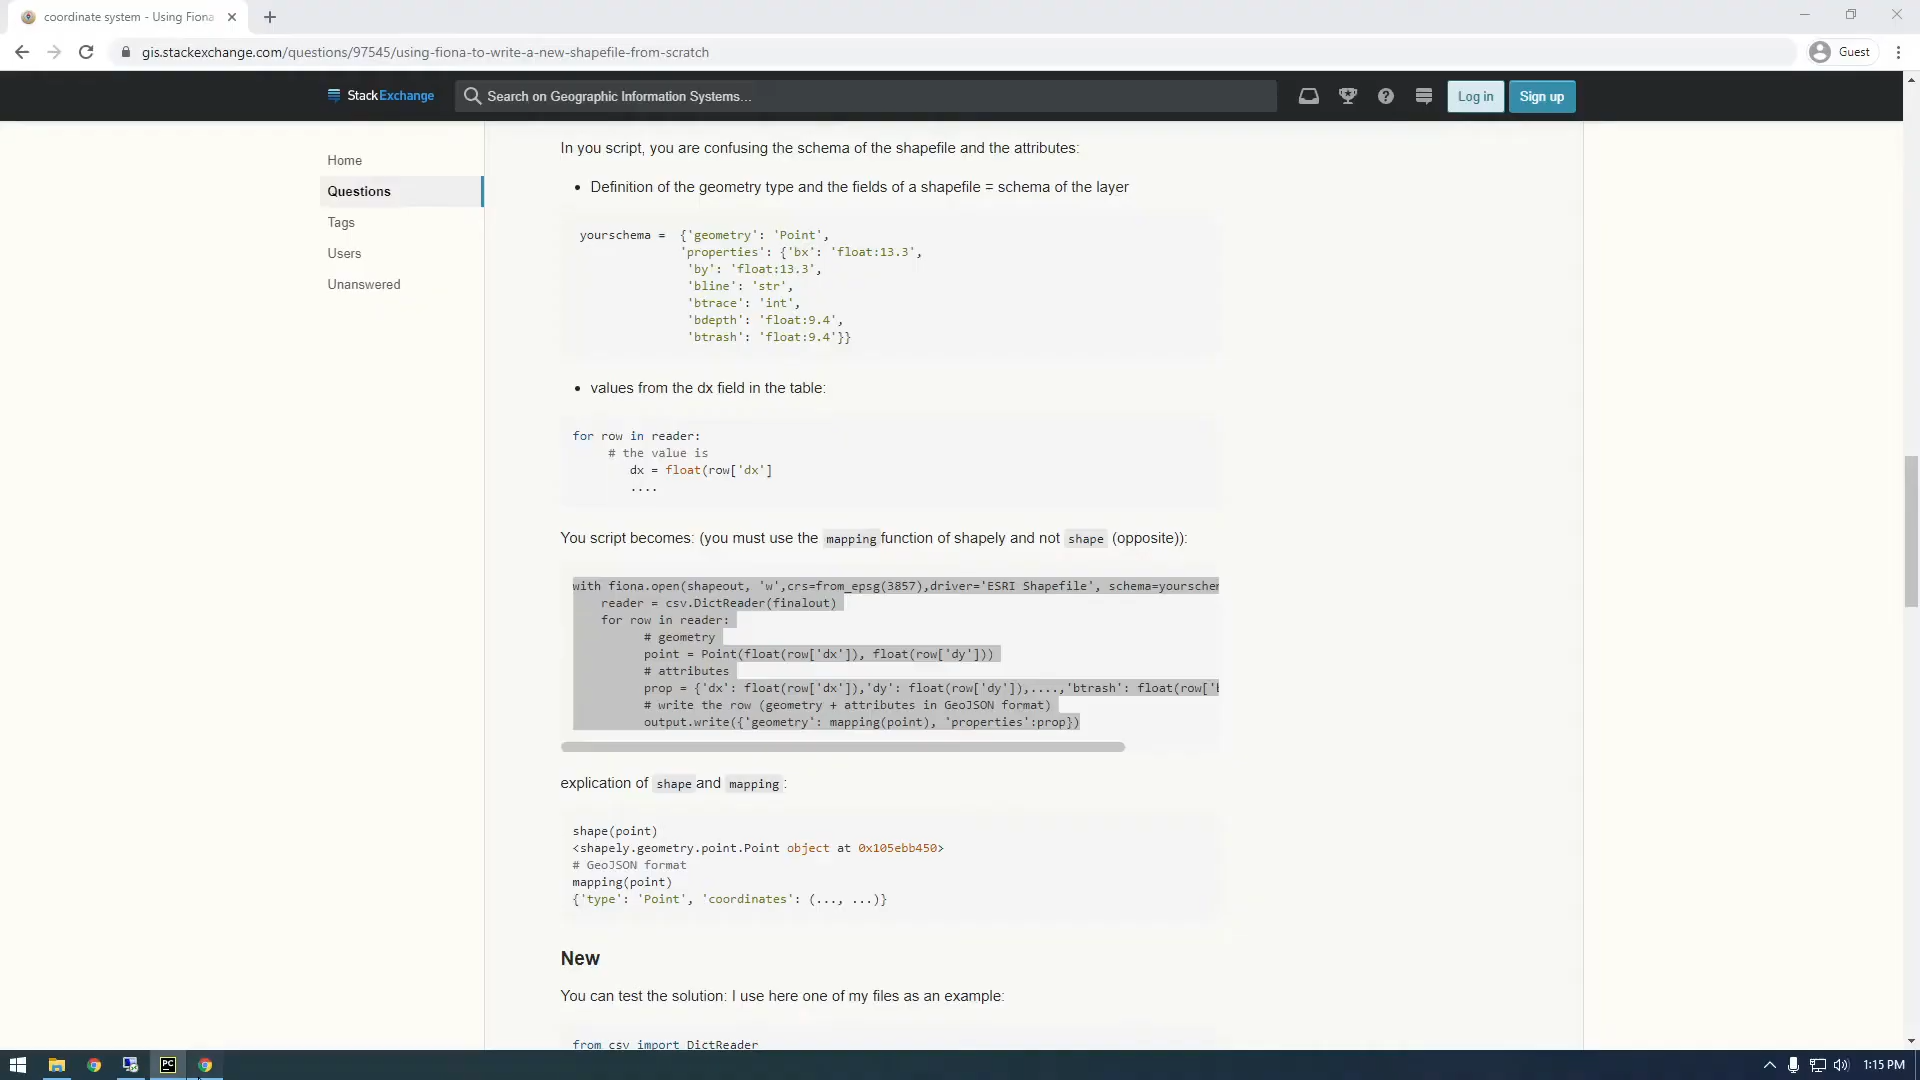 coordinate system - Using Fiona
gis.stackexchange.com/questions/97545/using-fiona-to-write-a-new-shapefile-from-scratch
Guest
StackExchange
Search on Geographic Information Systems...
Log in
Sign up
Home
Questions
Tags
Users
Unanswered
In you script, you are confusing the schema of the shapefile and the attributes:
• Definition of the geometry type and the fields of a shapefile = schema of the layer
yourschema =  {'geometry': 'Point',
'properties': {'bx': 'float:13.3',
'by': 'float:13.3',
'bline': 'str',
'btrace': 'int',
'bdepth': 'float:9.4',
'btrash': 'float:9.4'}}
• values from the dx field in the table:
for row in reader:
# the value is
dx = float(row['dx']
....
You script becomes: (you must use the mapping function of shapely and not shape (opposite)):
with fiona.open(shapeout, 'w',crs=from_epsg(3857),driver='ESRI Shapefile', schema=yourschem
reader = csv.DictReader(finalout)
for row in reader:
# geometry
point = Point(float(row['dx']), float(row['dy']))
# attributes
prop = {'dx': float(row['dx']),'dy': float(row['dy']),....,'btrash': float(row['b
# write the row (geometry + attributes in GeoJSON format)
output.write({'geometry': mapping(point), 'properties':prop})
explication of shape and mapping :
shape(point)
<shapely.geometry.point.Point object at 0x105ebb450>
# GeoJSON format
mapping(point)
{'type': 'Point', 'coordinates': (..., ...)}
New
You can test the solution: I use here one of my files as an example:
from csv import DictReader
PC
1:15 PM